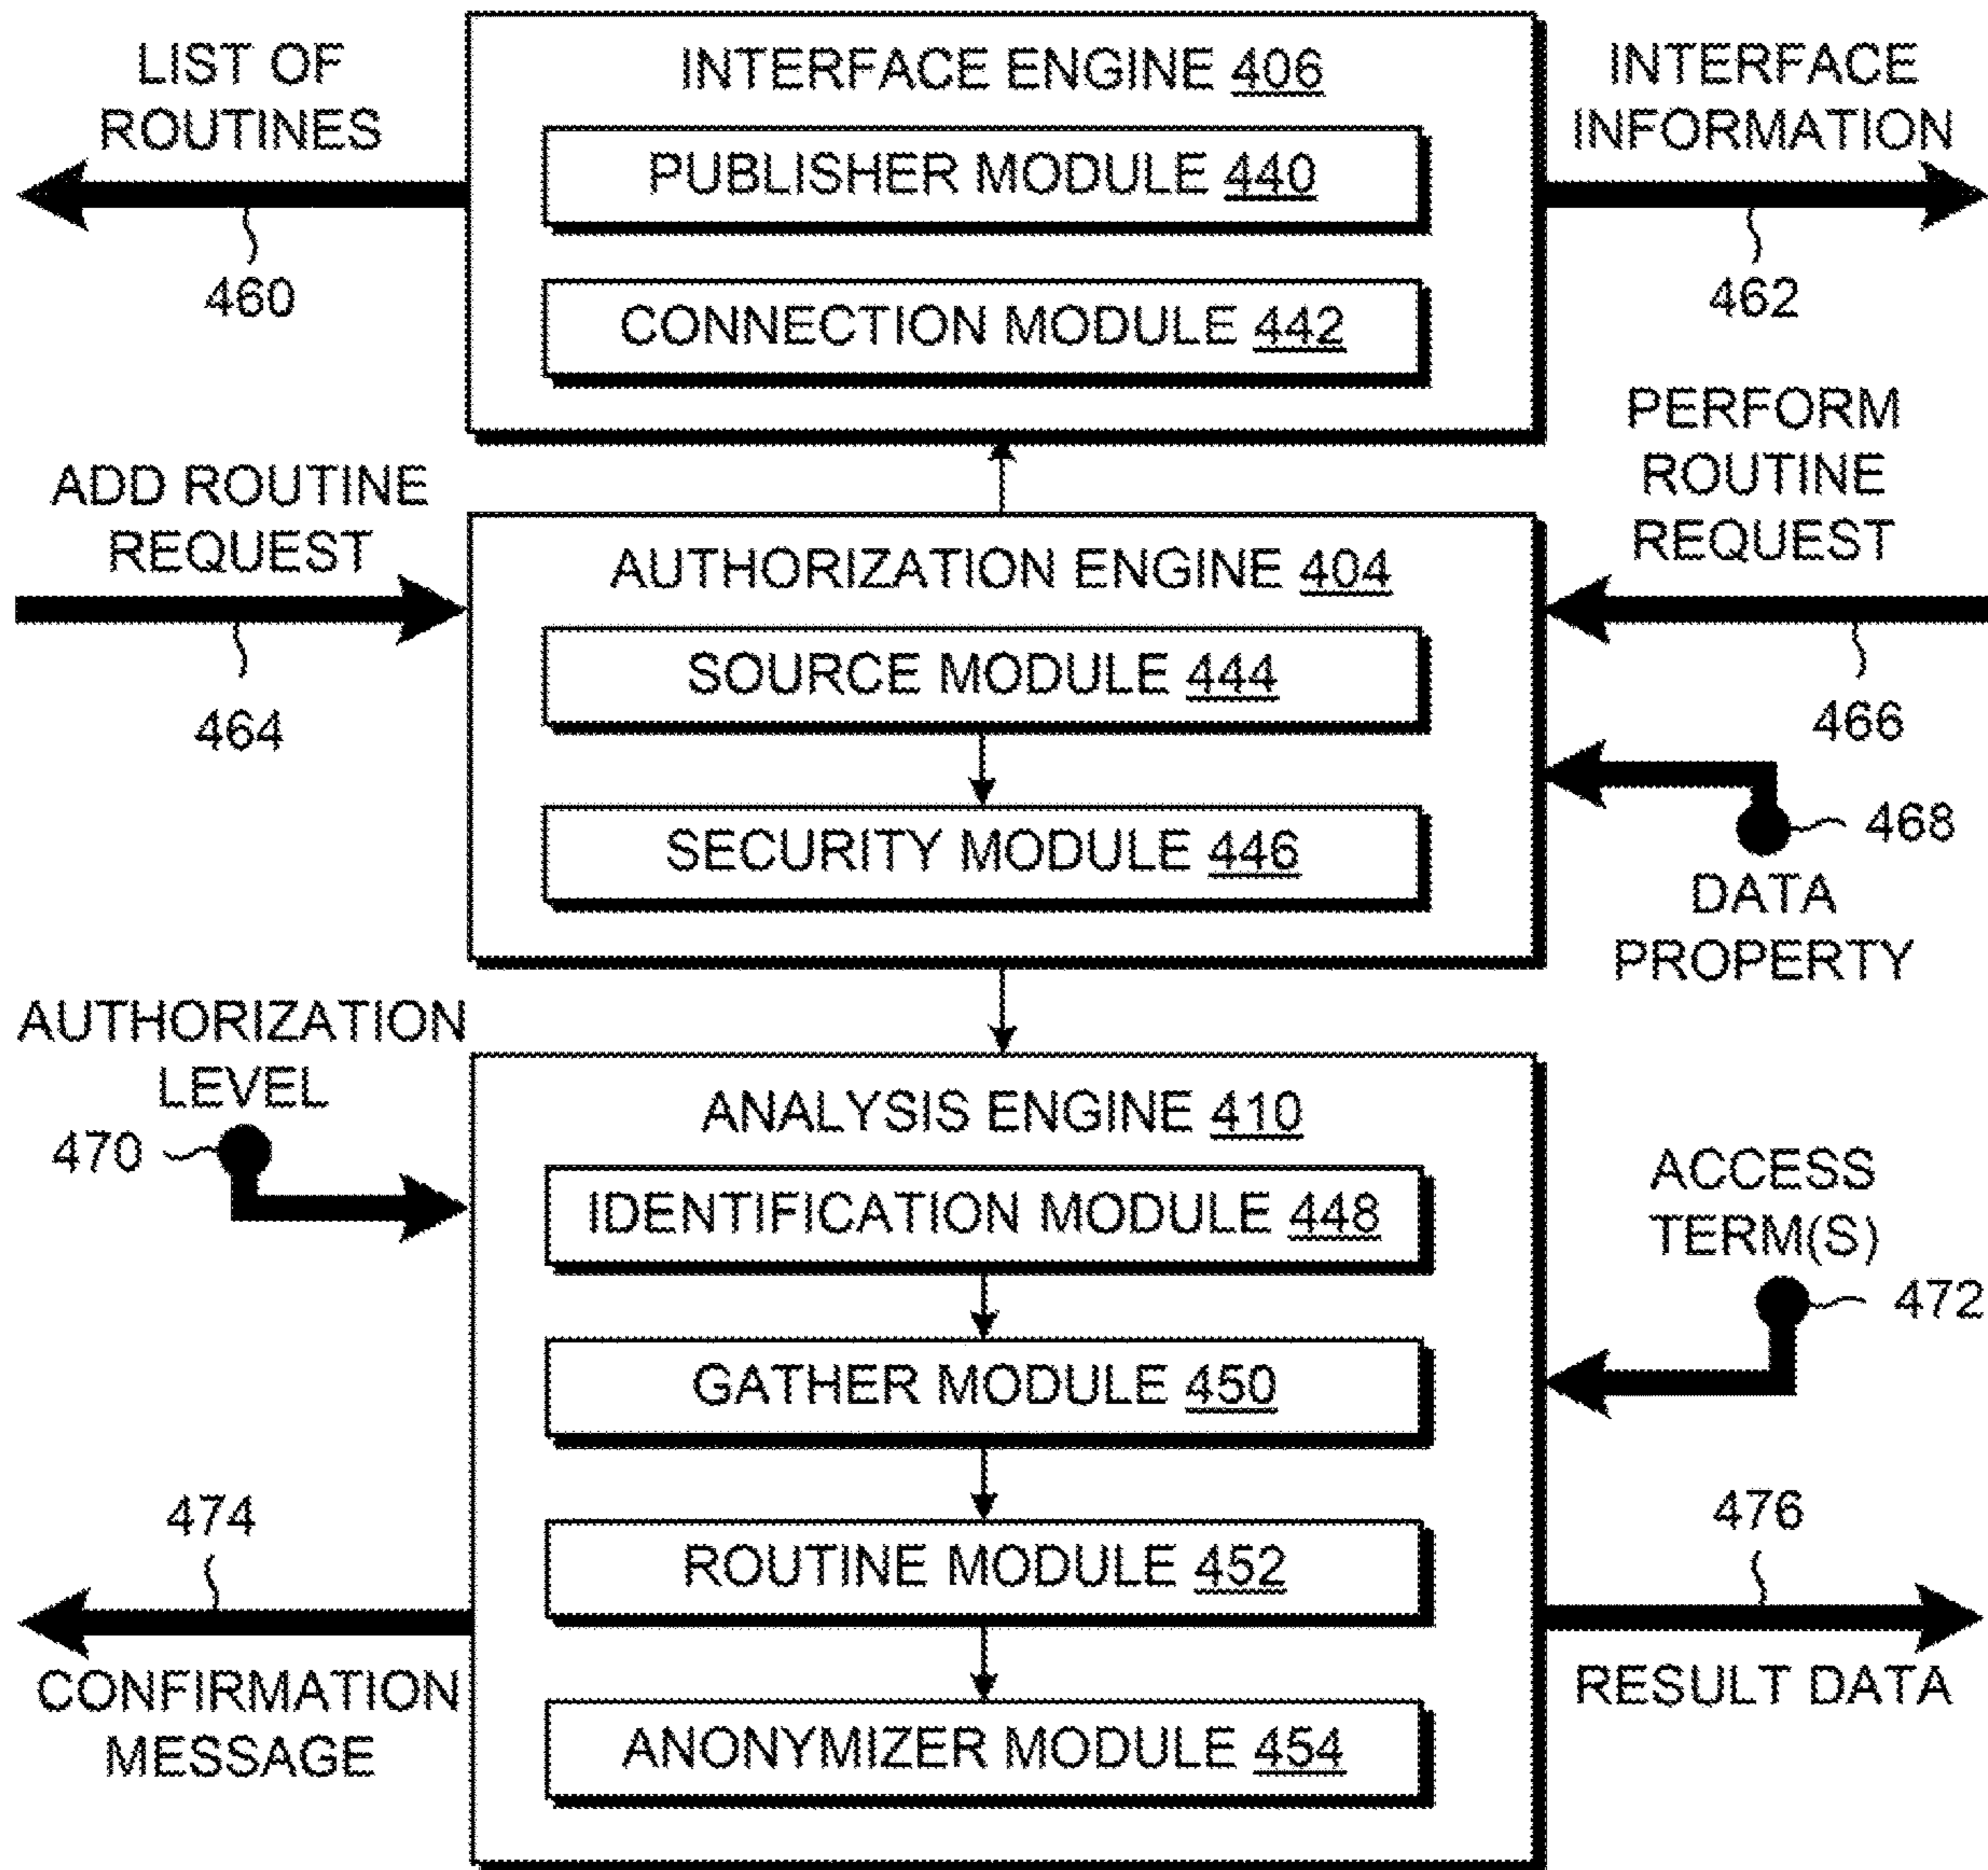 LIST OF
ROUTINES
460
INTERFACE ENGINE 406
PUBLISHER MODULE 440
CONNECTION MODULE 442
INTERFACE
INFORMATION
462
ADD ROUTINE
REQUEST
464
AUTHORIZATION ENGINE 404
SOURCE MODULE 444
SECURITY MODULE 446
PERFORM
ROUTINE
REQUEST
466
468
DATA
PROPERTY
AUTHORIZATION
LEVEL
470
ANALYSIS ENGINE 410
IDENTIFICATION MODULE 448
GATHER MODULE 450
ROUTINE MODULE 452
ANONYMIZER MODULE 454
ACCESS
TERM(S)
472
474
CONFIRMATION
MESSAGE
476
RESULT DATA